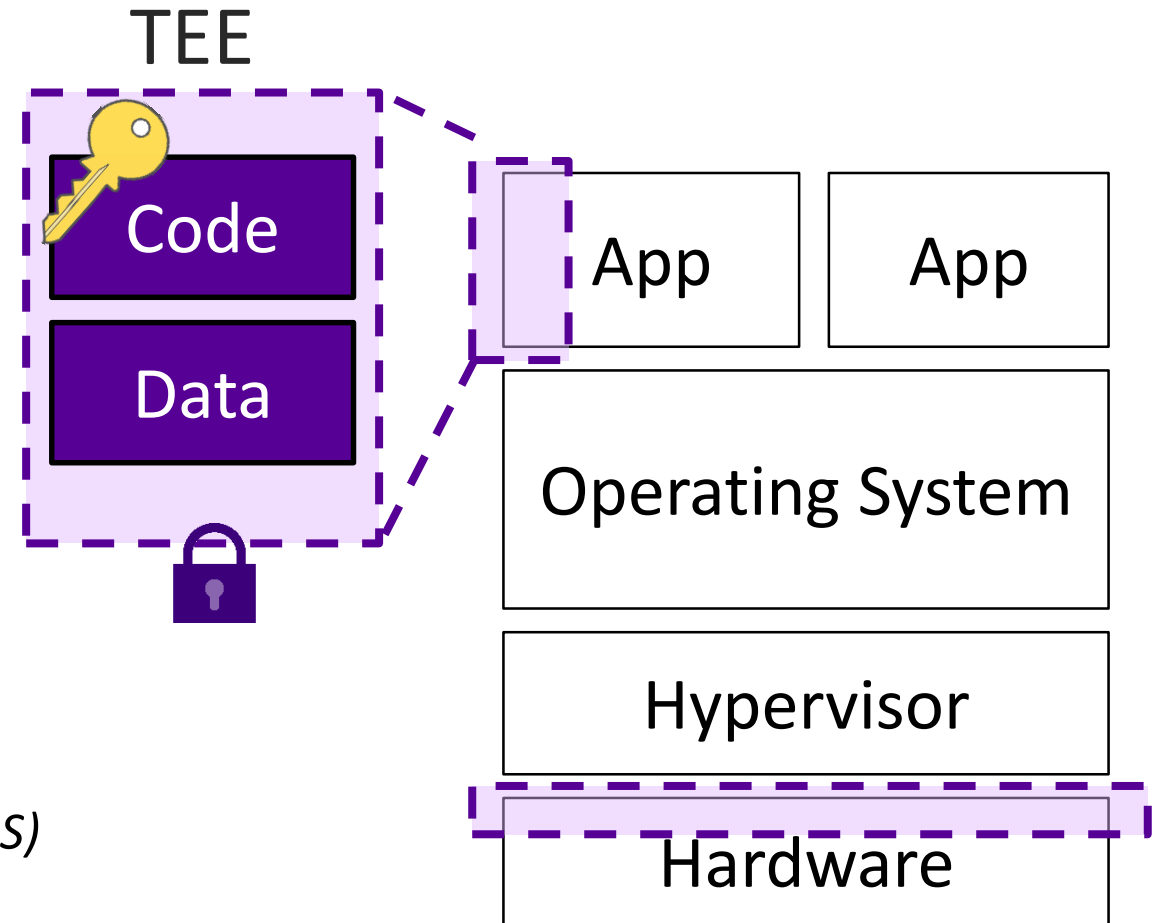 TEE
Code
Data
App
App
Operating System
Hypervisor
Hardware
s)